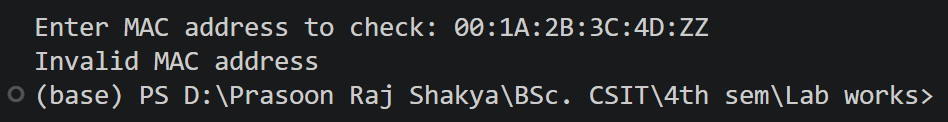 Enter MAC address to check: 00:1A:2B:3C:4D:ZZ
Invalid MAC address
(base) PS D:\Prasoon Raj Shakya\BSc. CSIT\4th sem\Lab works>